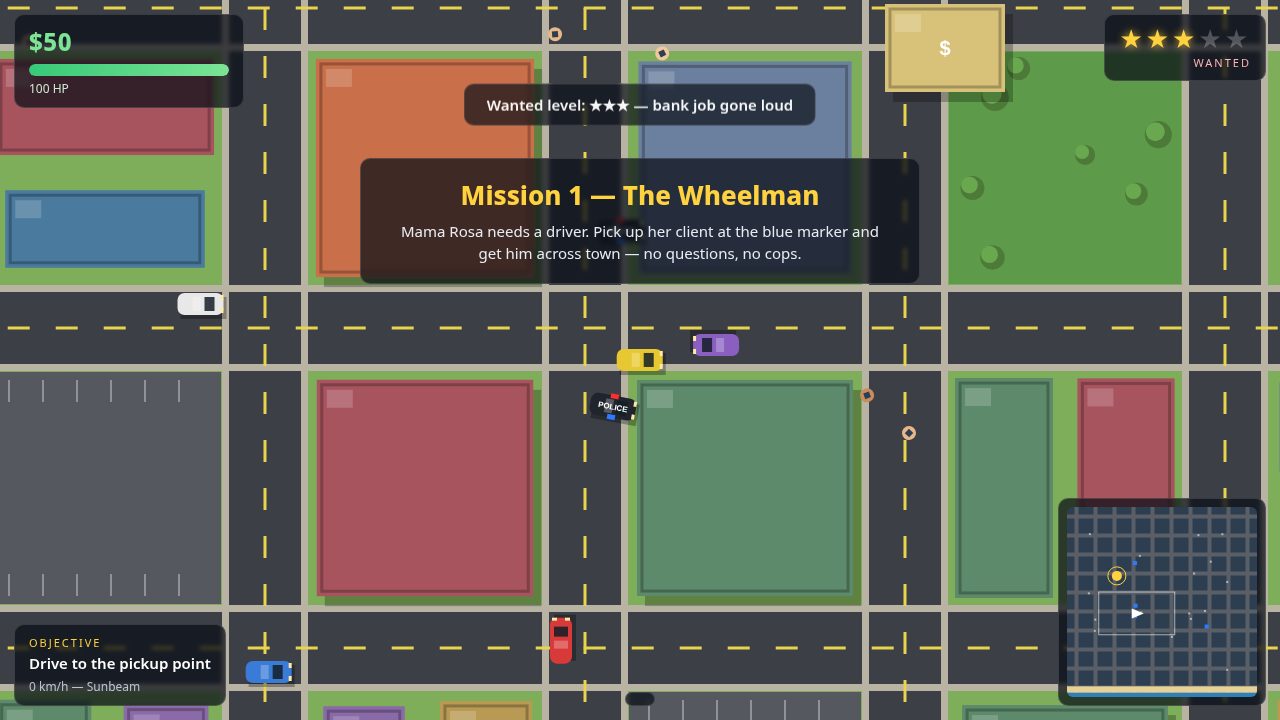 $50
100 HP
$
★★★★★
WANTED
Wanted level: ★★★ — bank job gone loud
Mission 1 — The Wheelman
Mama Rosa needs a driver. Pick up her client at the blue marker and
get him across town — no questions, no cops.
POLICE
OBJECTIVE
Drive to the pickup point
0 km/h — Sunbeam